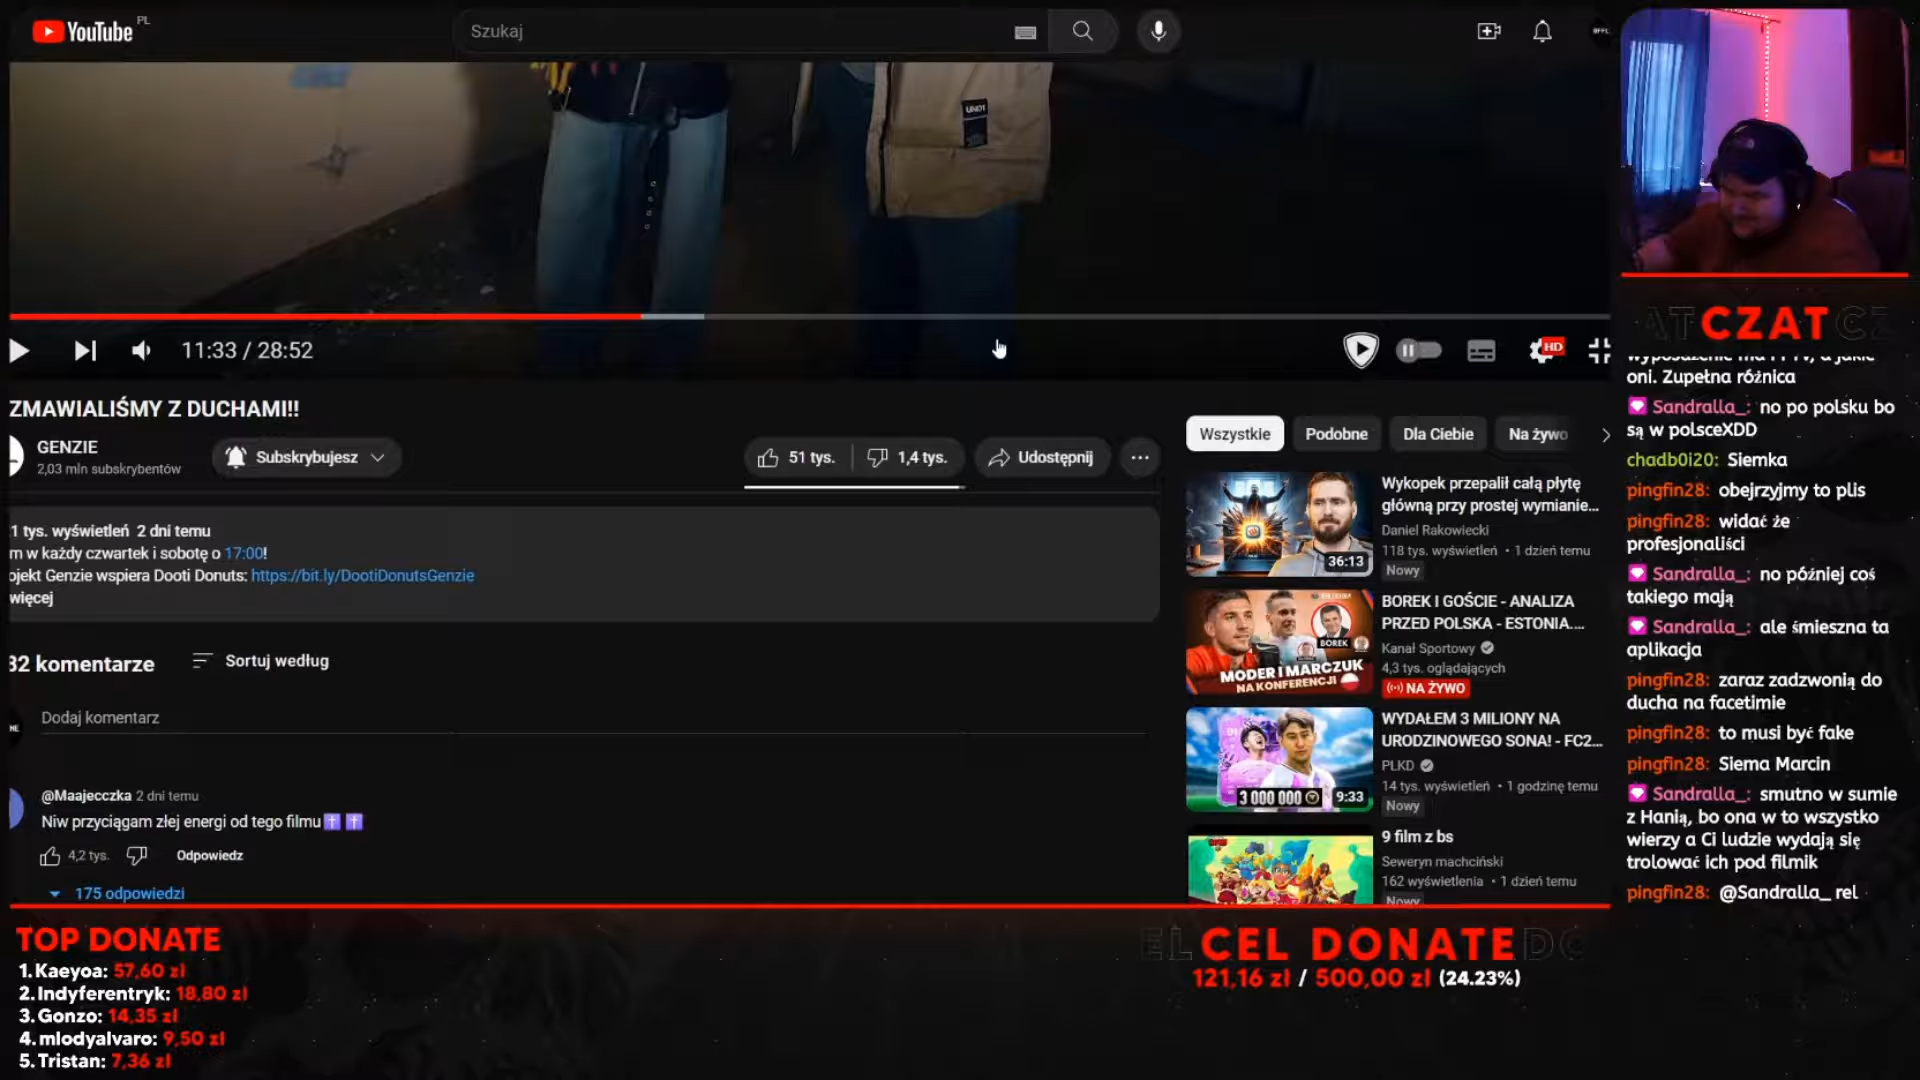 YouTube PL
Szukaj
UNO1
11:33 / 28:52
HD
ZMAWIALIŚMY Z DUCHAMI!!
GENZIE
2,03 mln subskrybentów
Subskrybujesz
51 tys.
1,4 tys.
Udostępnij
1 tys. wyświetleń 2 dni temu
m w każdy czwartek i sobotę o 17:00!
ojekt Genzie wspiera Dooti Donuts: https://bit.ly/DootiDonutsGenzie
więcej
32 komentarze
Sortuj według
Dodaj komentarz
@Maajecczka 2 dni temu
Niw przyciągam złej energi od tego filmu✝️✝️
4,2 tys.
Odpowiedz
175 odpowiedzi
Wszystkie
Podobne
Dla Ciebie
Na żywo
36:13
Wykopek przepalił całą płytę
główną przy prostej wymianie...
Daniel Rakowiecki
118 tys. wyświetleń • 1 dzień temu
Nowy
BOREK
MODER I MARCZUK
NA KONFERENCJI
BOREK I GOŚCIE - ANALIZA
PRZED POLSKA - ESTONIA....
Kanał Sportowy
4,3 tys. oglądających
NA ŻYWO
3 000 000
9:33
WYDAŁEM 3 MILIONY NA
URODZINOWEGO SONA! - FC2...
PLKD
14 tys. wyświetleń • 1 godzinę temu
Nowy
9 film z bs
Seweryn machciński
162 wyświetlenia • 1 dzień temu
Nowy
CZAT
oni. Zupełna różnica
Sandralla_: no po polsku bo
są w polsceXDD
chadb0i20: Siemka
pingfin28: obejrzyjmy to plis
pingfin28: widać że
profesjonaliści
Sandralla_: no później coś
takiego mają
Sandralla_: ale śmieszna ta
aplikacja
pingfin28: zaraz zadzwonią do
ducha na facetimie
pingfin28: to musi być fake
pingfin28: Siema Marcin
Sandralla_: smutno w sumie
z Hanią, bo ona w to wszystko
wierzy a Ci ludzie wydają się
trolować ich pod filmik
pingfin28: @Sandralla_ rel
TOP DONATE
1.Kaeyoa: 57,60 zł
2.Indyferentryk: 18,80 zł
3.Gonzo: 14,35 zł
4.mlodyalvaro: 9,50 zł
5.Tristan: 7,36 zł
CEL DONATE
121,16 zł / 500,00 zł (24.23%)